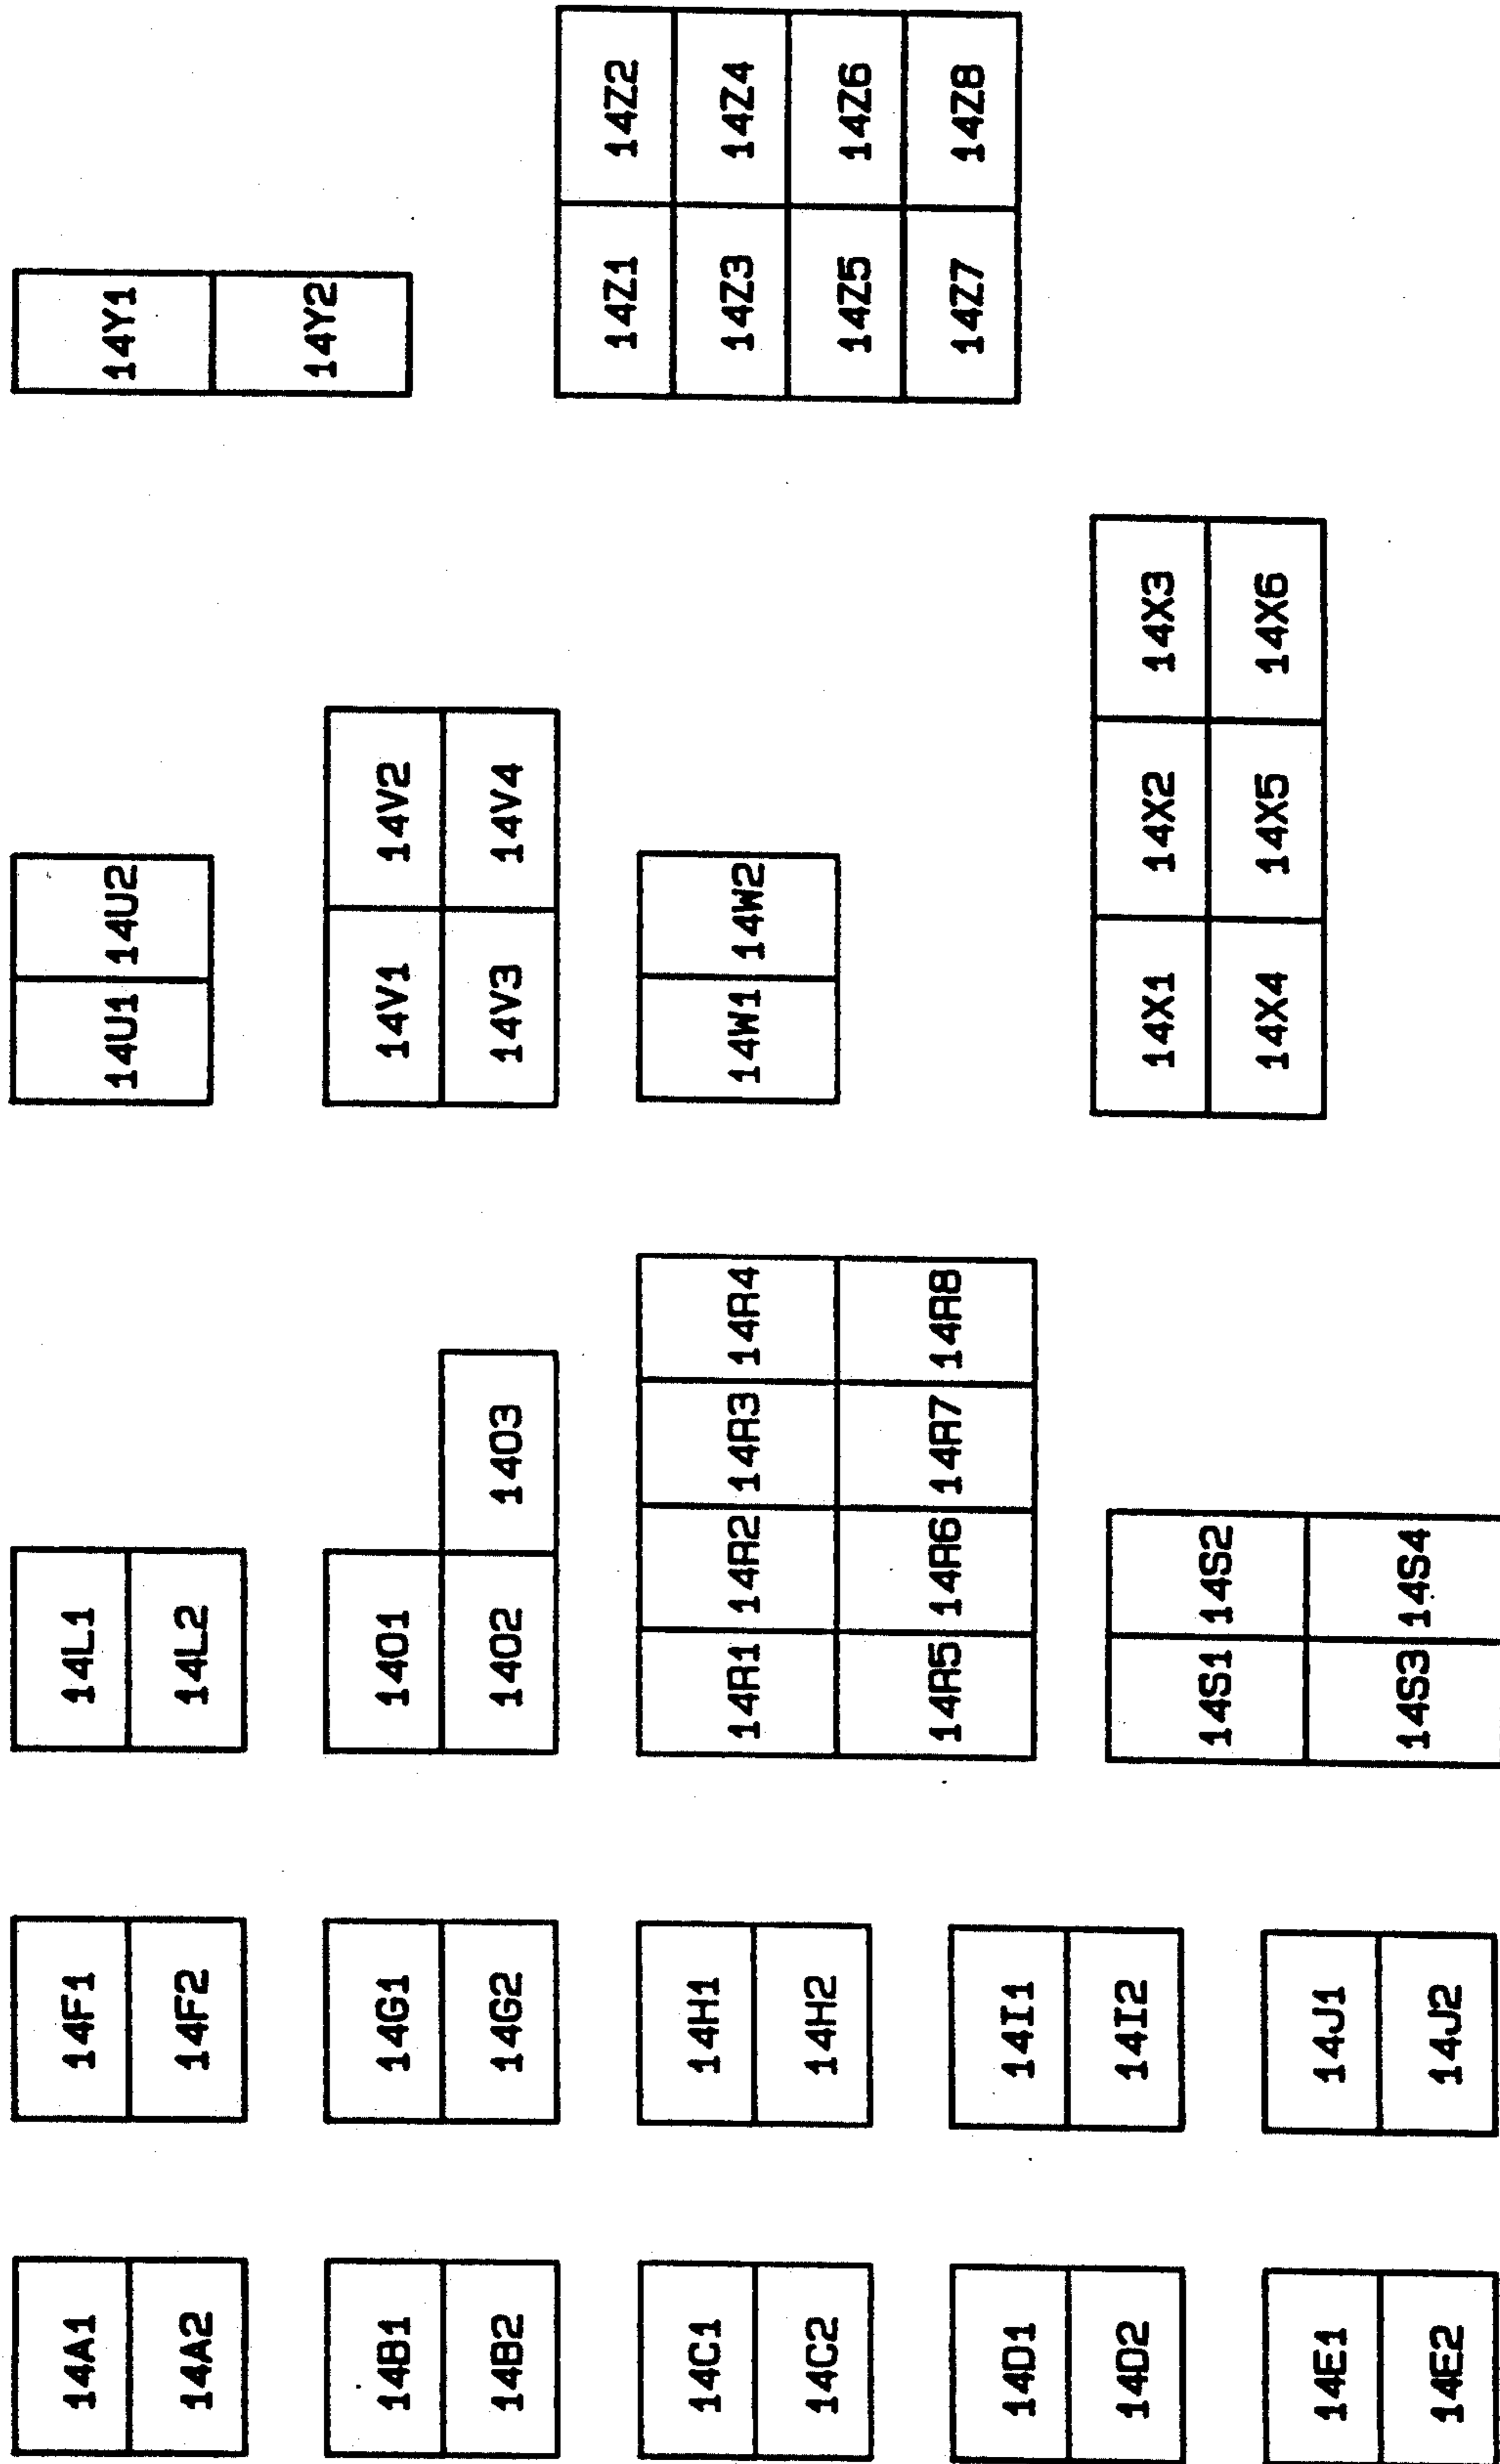 14A1
14A2
14B1
14B2
14C1
14C2
14D1
14D2
14E1
14E2
14F1
14F2
14G1
14G2
14H1
14H2
14I1
14I2
14J1
14J2
14L1
14L2
14O1
14O2 14O3
14R1 14R2 14R3 14R4
14R5 14R6 14R7 14R8
14S1 14S2
14S3 14S4
14U1 14U2
14V1 14V2
14V3 14V4
14W1 14W2
14X1 14X2 14X3
14X4 14X5 14X6
14Y1
14Y2
14Z1 14Z2
14Z3 14Z4
14Z5 14Z6
14Z7 14Z8